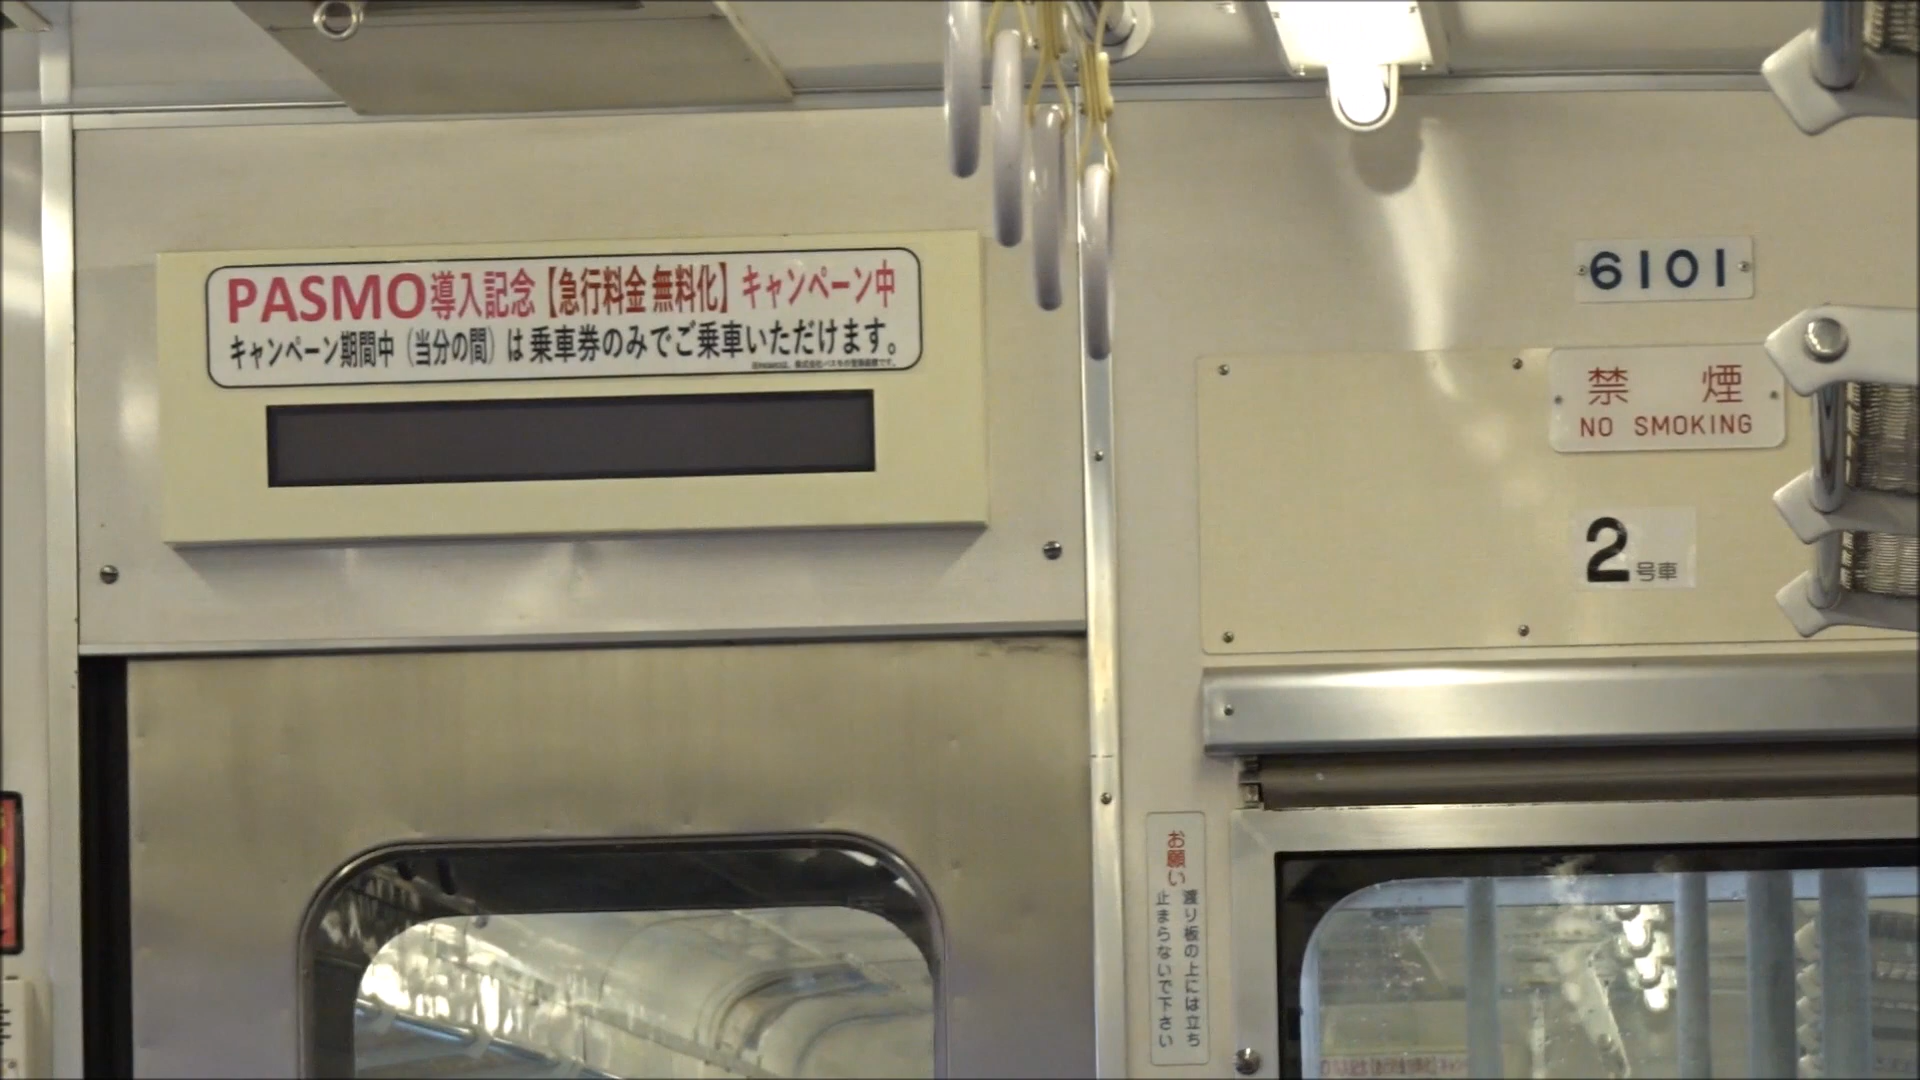 PASMO導入記念【急行料金 無料化】キャンペーン中
キャンペーン期間中（当分の間）は乗車券のみでご乗車いただけます。
6101
禁 煙
NO SMOKING
2号車
お願い
渡り板の上には立ち
止まらないで下さい